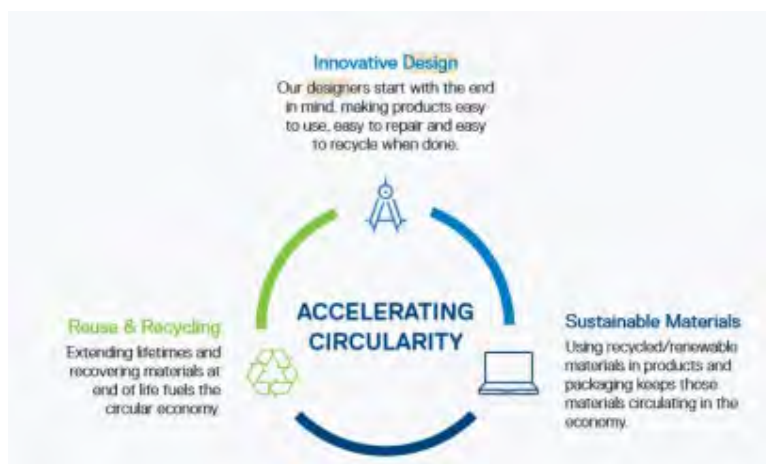 Innovative Design
Our designers start with the end
in mind, making products easy
to use, easy to repair and easy
to recycle when done.
ACCELERATING
CIRCULARITY
Reuse & Recycling
Extending lifetimes and
recovering materials at
end of life fuels the
circular economy.
Sustainable Materials
Using recycled/renewable
materials in products and
packaging keeps those
materials circulating in the
economy.